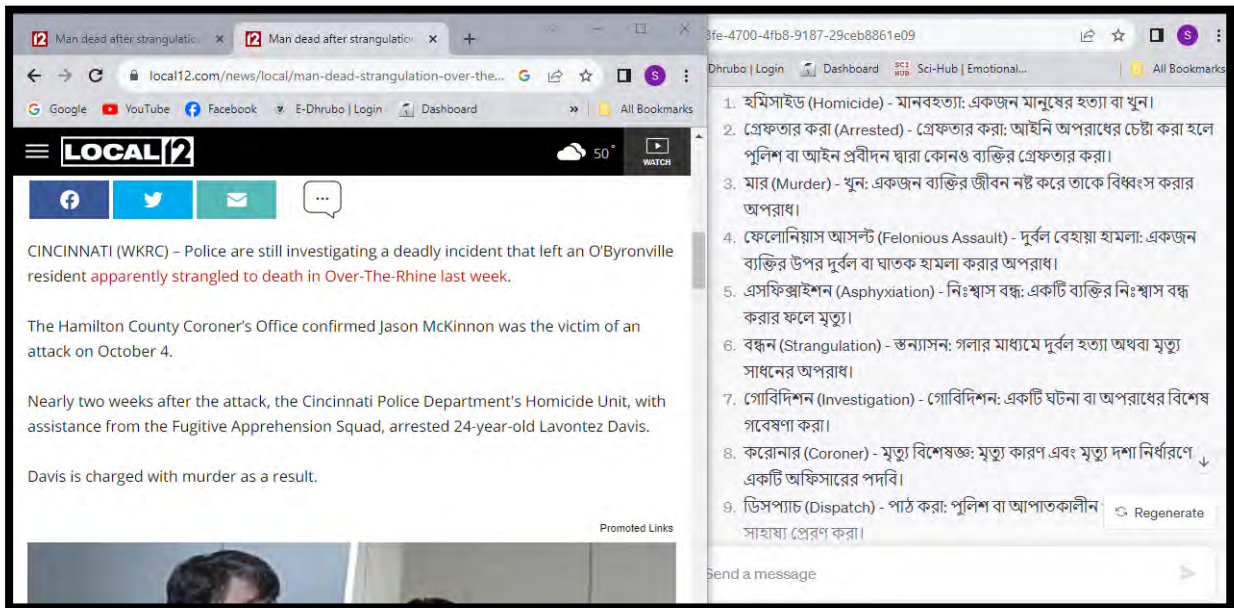 Man dead after strangulatio
Man dead after strangulatio
local12.com/news/local/man-dead-strangulation-over-the...
Google YouTube Facebook E-Dhrubo | Login Dashboard » All Bookmarks
LOCAL 12
50°
WATCH
CINCINNATI (WKRC) – Police are still investigating a deadly incident that left an O'Byronville
resident apparently strangled to death in Over-The-Rhine last week.
The Hamilton County Coroner's Office confirmed Jason McKinnon was the victim of an
attack on October 4.
Nearly two weeks after the attack, the Cincinnati Police Department's Homicide Unit, with
assistance from the Fugitive Apprehension Squad, arrested 24-year-old Lavontez Davis.
Davis is charged with murder as a result.
Promoted Links
3fe-4700-4fb8-9187-29ceb8861e09
Dhrubo | Login Dashboard SCI HUB Sci-Hub | Emotional... All Bookmarks
1. হমিসাইড (Homicide) - মানবহত্যা: একজন মানুষের হত্যা বা খুন।
2. গ্রেফতার করা (Arrested) - গ্রেফতার করা: আইনি অপরাধের চেষ্টা করা হলে
পুলিশ বা আইন প্রবীদন দ্বারা কোনও ব্যক্তির গ্রেফতার করা।
3. মার (Murder) - খুন: একজন ব্যক্তির জীবন নষ্ট করে তাকে বিধ্বংস করার
অপরাধ।
4. ফেলোনিয়াস আসল্ট (Felonious Assault) - দুর্বল বেহায়া হামলা: একজন
ব্যক্তির উপর দুর্বল বা ঘাতক হামলা করার অপরাধ।
5. এসফিক্সাইেশন (Asphyxiation) - নিঃশ্বাস বন্ধ: একটি ব্যক্তির নিঃশ্বাস বন্ধ
করার ফলে মৃত্যু।
6. বন্ধন (Strangulation) - স্তন্যাসন: গলার মাধ্যমে দুর্বল হত্যা অথবা মৃত্যু
সাধনের অপরাধ।
7. গোবিদিশন (Investigation) - গোবিদিশন: একটি ঘটনা বা অপরাধের বিশেষ
গবেষণা করা।
8. করোনার (Coroner) - মৃত্যু বিশেষজ্ঞ: মৃত্যু কারণ এবং মৃত্যু দশা নির্ধারণে
একটি অফিসারের পদবি।
9. ডিসপ্যাচ (Dispatch) - পাঠ করা: পুলিশ বা আপাতকালীন
সাহায্য প্রেরণ করা।
Regenerate
Send a message